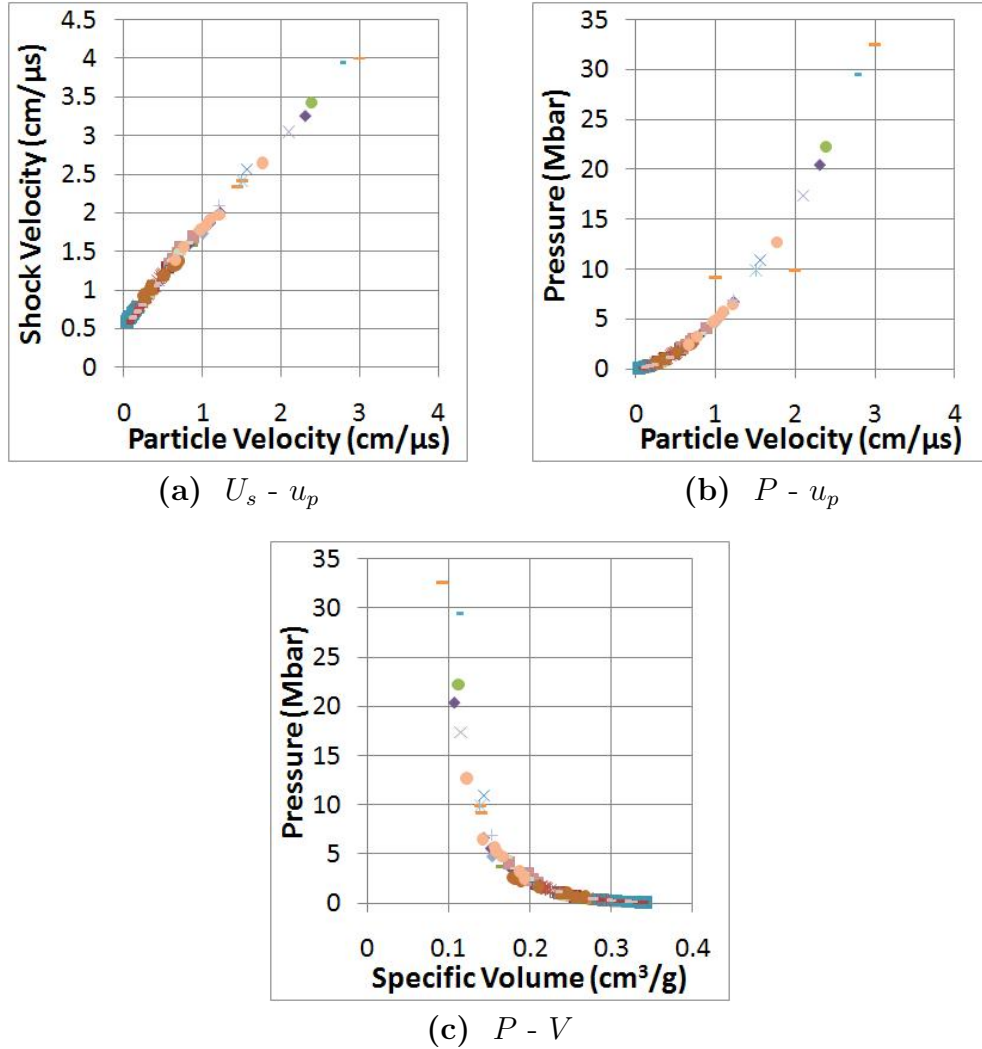 4.5
4
3.5
3
2.5
2
1.5
1
0.5
0
Shock Velocity (cm/µs)
0 1 2 3 4
Particle Velocity (cm/µs)
(a) U_s - u_p
35
30
25
20
15
10
5
0
Pressure (Mbar)
0 1 2 3 4
Particle Velocity (cm/µs)
(b) P - u_p
35
30
25
20
15
10
5
0
Pressure (Mbar)
0 0.1 0.2 0.3 0.4
Specific Volume (cm³/g)
(c) P - V